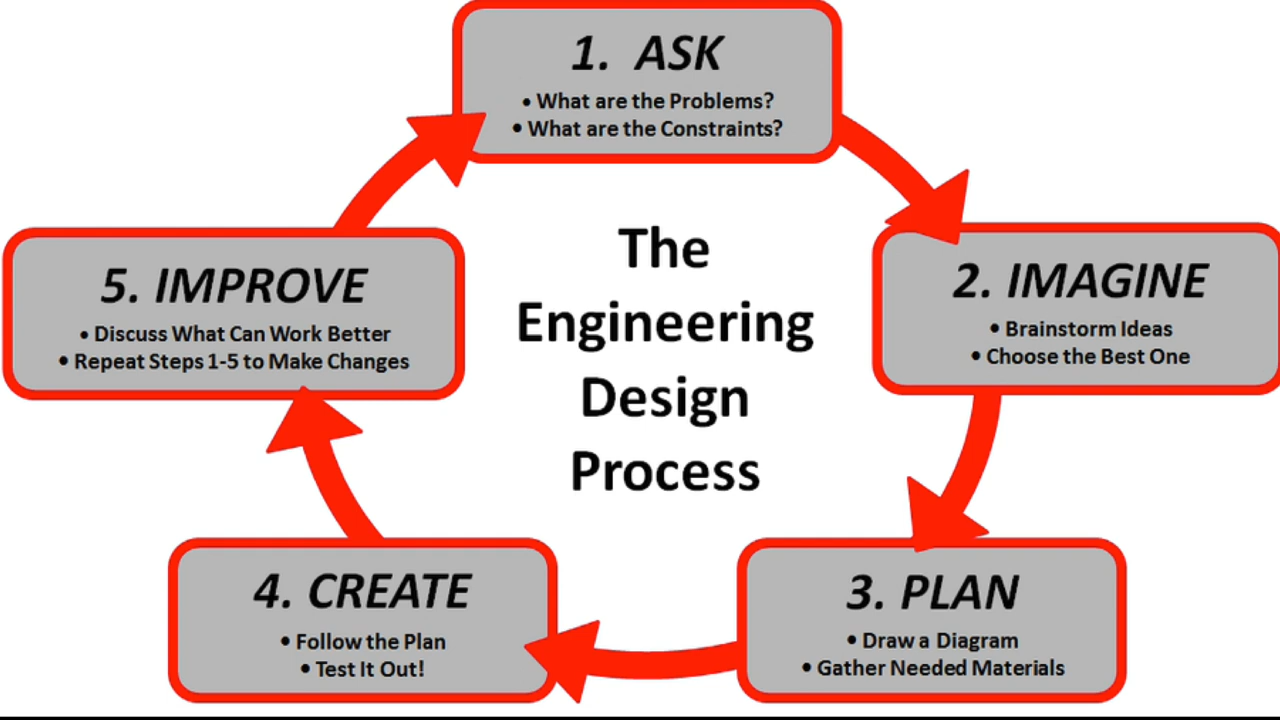 1. ASK
• What are the Problems?
• What are the Constraints?
The
Engineering
Design
Process
2. IMAGINE
• Brainstorm Ideas
• Choose the Best One
3. PLAN
• Draw a Diagram
• Gather Needed Materials
4. CREATE
• Follow the Plan
• Test It Out!
5. IMPROVE
• Discuss What Can Work Better
• Repeat Steps 1-5 to Make Changes